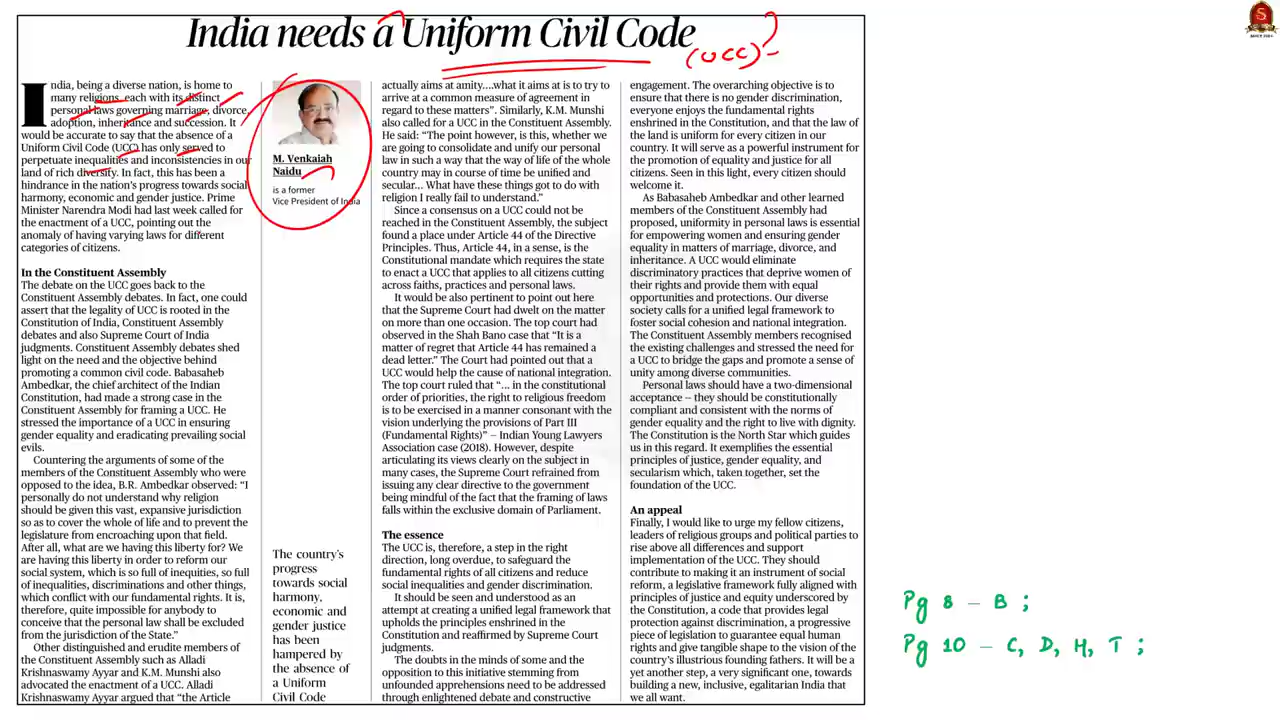 India needs a Uniform Civil Code
(UCC)?
India, being a diverse nation, is home to
many religions, each with its distinct
personal laws governing marriage, divorce,
adoption, inheritance and succession. It
would be accurate to say that the absence of a
Uniform Civil Code (UCC) has only served to
perpetuate inequalities and inconsistencies in our
land of rich diversity. In fact, this has been a
hindrance in the nation's progress towards social
harmony, economic and gender justice. Prime
Minister Narendra Modi had last week called for
the enactment of a UCC, pointing out the
anomaly of having varying laws for different
categories of citizens.
In the Constituent Assembly
The debate on the UCC goes back to the
Constituent Assembly debates. In fact, one could
assert that the legality of UCC is rooted in the
Constitution of India, Constituent Assembly
debates and also Supreme Court of India
judgments. Constituent Assembly debates shed
light on the need and the objective behind
promoting a common civil code. Babasaheb
Ambedkar, the chief architect of the Indian
Constitution, had made a strong case in the
Constituent Assembly for framing a UCC. He
stressed the importance of a UCC in ensuring
gender equality and eradicating prevailing social
evils.
Countering the arguments of some of the
members of the Constituent Assembly who were
opposed to the idea, B.R. Ambedkar observed: "I
personally do not understand why religion
should be given this vast, expansive jurisdiction
so as to cover the whole of life and to prevent the
legislature from encroaching upon that field.
After all, what are we having this liberty for? We
are having this liberty in order to reform our
social system, which is so full of inequities, so full
of inequalities, discriminations and other things,
which conflict with our fundamental rights. It is,
therefore, quite impossible for anybody to
conceive that the personal law shall be excluded
from the jurisdiction of the State."
Other distinguished and erudite members of
the Constituent Assembly such as Alladi
Krishnaswamy Ayyar and K.M. Munshi also
advocated the enactment of a UCC. Alladi
Krishnaswamy Ayyar argued that "the Article
M. Venkaiah
Naidu
is a former
Vice President of India
The country's
progress
towards social
harmony,
economic and
gender justice
has been
hampered by
the absence of
a Uniform
Civil Code
actually aims at amity....what it aims at is to try to
arrive at a common measure of agreement in
regard to these matters". Similarly, K.M. Munshi
also called for a UCC in the Constituent Assembly.
He said: "The point however, is this, whether we
are going to consolidate and unify our personal
law in such a way that the way of life of the whole
country may in course of time be unified and
secular... What have these things got to do with
religion I really fail to understand."
Since a consensus on a UCC could not be
reached in the Constituent Assembly, the subject
found a place under Article 44 of the Directive
Principles. Thus, Article 44, in a sense, is the
Constitutional mandate which requires the state
to enact a UCC that applies to all citizens cutting
across faiths, practices and personal laws.
It would be also pertinent to point out here
that the Supreme Court had dwelt on the matter
on more than one occasion. The top court had
observed in the Shah Bano case that "It is a
matter of regret that Article 44 has remained a
dead letter." The Court had pointed out that a
UCC would help the cause of national integration.
The top court ruled that "... in the constitutional
order of priorities, the right to religious freedom
is to be exercised in a manner consonant with the
vision underlying the provisions of Part III
(Fundamental Rights)" – Indian Young Lawyers
Association case (2018). However, despite
articulating its views clearly on the subject in
many cases, the Supreme Court refrained from
issuing any clear directive to the government
being mindful of the fact that the framing of laws
falls within the exclusive domain of Parliament.
The essence
The UCC is, therefore, a step in the right
direction, long overdue, to safeguard the
fundamental rights of all citizens and reduce
social inequalities and gender discrimination.
It should be seen and understood as an
attempt at creating a unified legal framework that
upholds the principles enshrined in the
Constitution and reaffirmed by Supreme Court
judgments.
The doubts in the minds of some and the
opposition to this initiative stemming from
unfounded apprehensions need to be addressed
through enlightened debate and constructive
engagement. The overarching objective is to
ensure that there is no gender discrimination,
everyone enjoys the fundamental rights
enshrined in the Constitution, and that the law of
the land is uniform for every citizen in our
country. It will serve as a powerful instrument for
the promotion of equality and justice for all
citizens. Seen in this light, every citizen should
welcome it.
As Babasaheb Ambedkar and other learned
members of the Constituent Assembly had
proposed, uniformity in personal laws is essential
for empowering women and ensuring gender
equality in matters of marriage, divorce, and
inheritance. A UCC would eliminate
discriminatory practices that deprive women of
their rights and provide them with equal
opportunities and protections. Our diverse
society calls for a unified legal framework to
foster social cohesion and national integration.
The Constituent Assembly members recognised
the existing challenges and stressed the need for
a UCC to bridge the gaps and promote a sense of
unity among diverse communities.
Personal laws should have a two-dimensional
acceptance – they should be constitutionally
compliant and consistent with the norms of
gender equality and the right to live with dignity.
The Constitution is the North Star which guides
us in this regard. It exemplifies the essential
principles of justice, gender equality, and
secularism which, taken together, set the
foundation of the UCC.
An appeal
Finally, I would like to urge my fellow citizens,
leaders of religious groups and political parties to
rise above all differences and support
implementation of the UCC. They should
contribute to making it an instrument of social
reform, a legislative framework fully aligned with
principles of justice and equity underscored by
the Constitution, a code that provides legal
protection against discrimination, a progressive
piece of legislation to guarantee equal human
rights and give tangible shape to the vision of the
country's illustrious founding fathers. It will be a
yet another step, a very significant one, towards
building a new, inclusive, egalitarian India that
we all want.
Pg 8 – B ;
Pg 10 – C, D, H, T ;
S